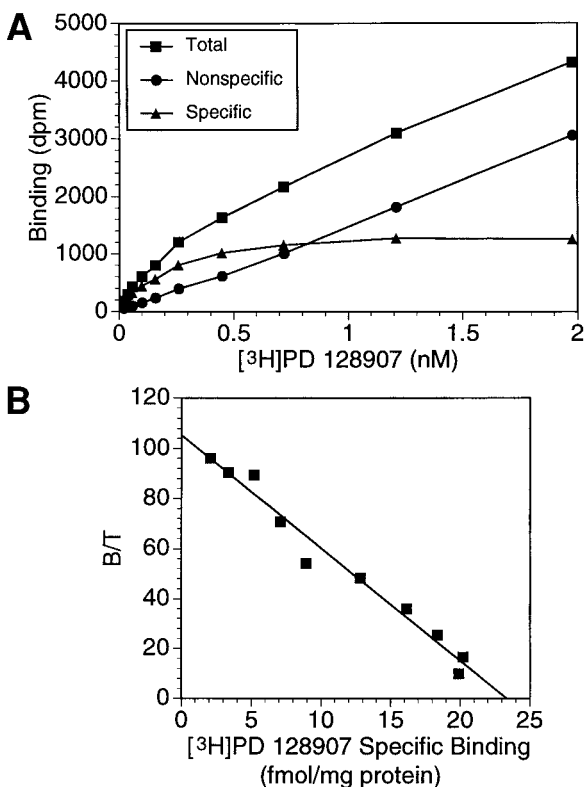 A
5000
4000
3000
2000
1000
0
Binding (dpm)
Total
Nonspecific
Specific
0
0.5
1
1.5
2
[³H]PD 128907 (nM)
B
120
100
80
60
40
20
0
B/T
0
5
10
15
20
25
[³H]PD 128907 Specific Binding
(fmol/mg protein)